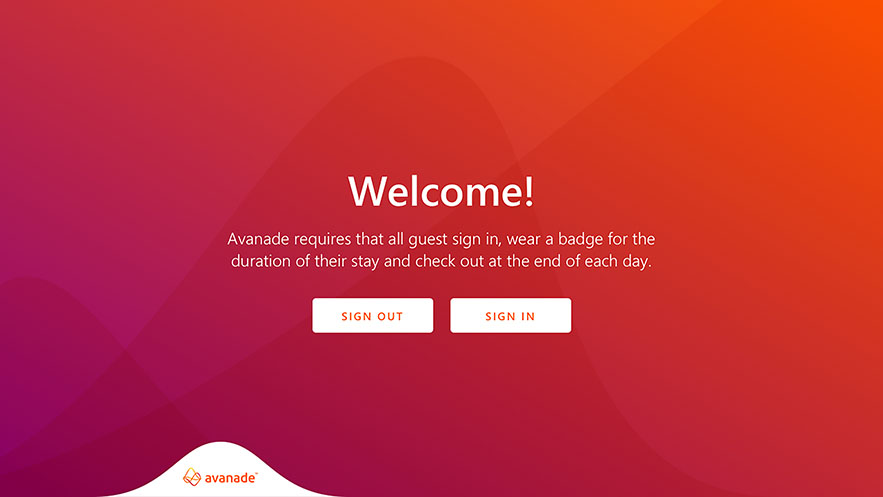 Welcome!
Avanade requires that all guest sign in, wear a badge for the
duration of their stay and check out at the end of each day.
SIGN OUT
SIGN IN
avanade™